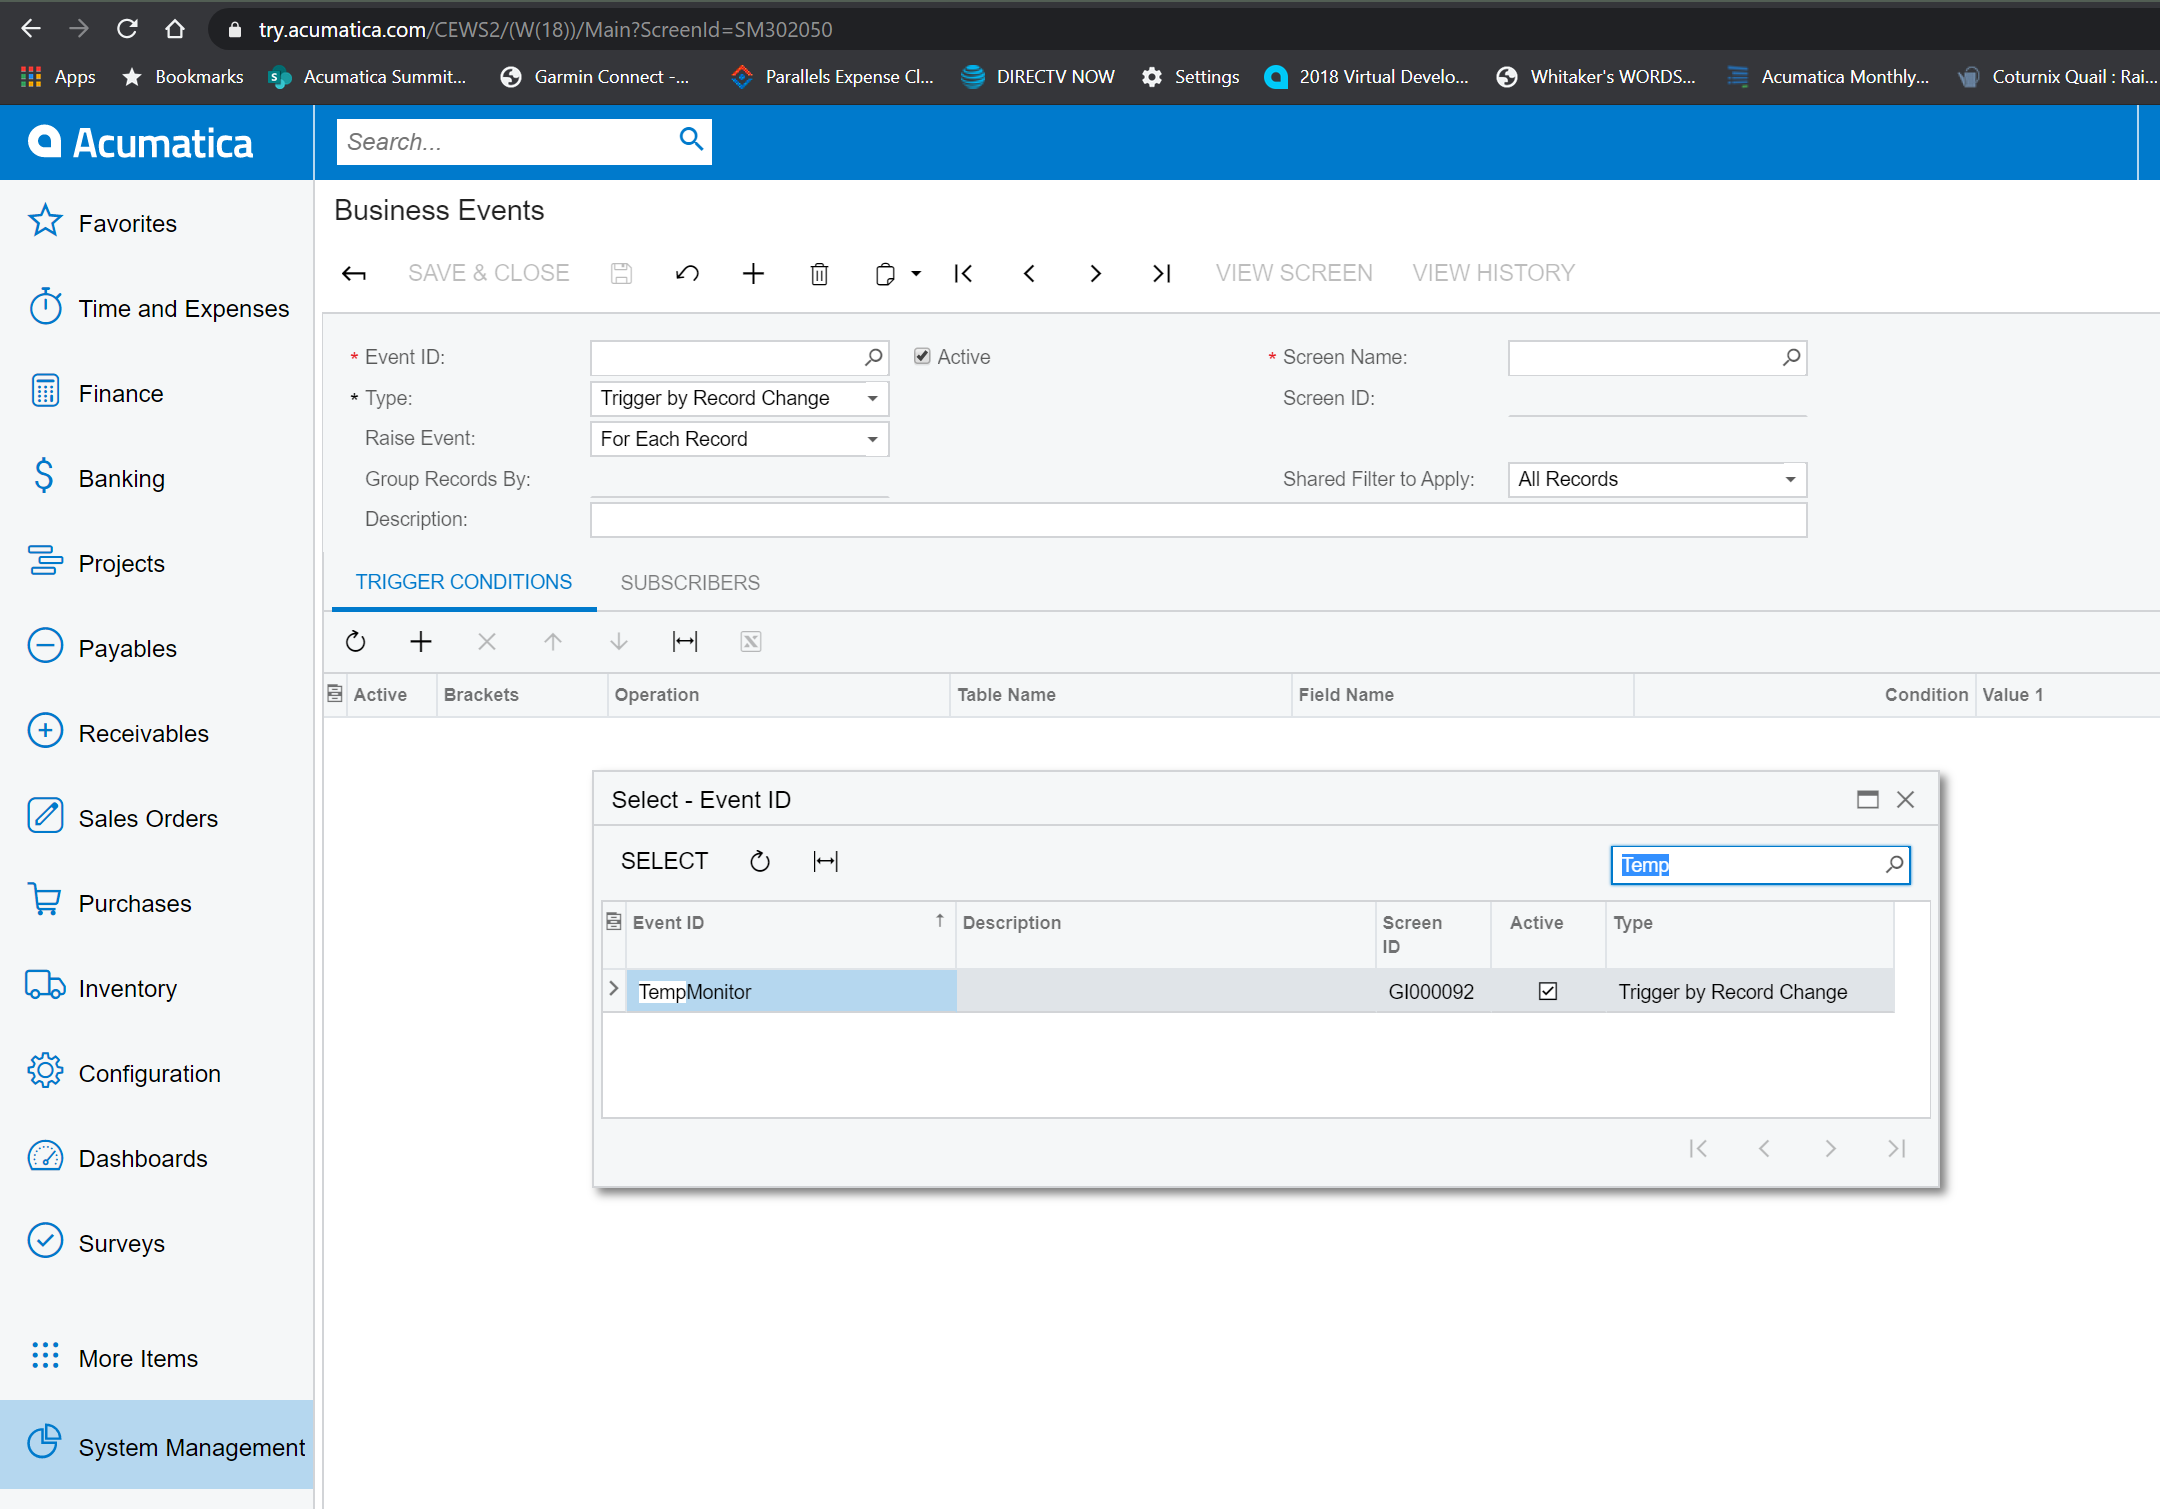 try.acumatica.com/CEWS2/(W(18))/Main?ScreenId=SM302050
Apps Bookmarks Acumatica Summit... Garmin Connect -... Parallels Expense Cl... DIRECTV NOW Settings 2018 Virtual Develo... Whitaker's WORDS... Acumatica Monthly,... Coturnix Quail : Rai...
Acumatica Search...
Favorites
Time and Expenses
Finance
Banking
Projects
Payables
Receivables
Sales Orders
Purchases
Inventory
Configuration
Dashboards
Surveys
More Items
System Management
Business Events
SAVE & CLOSE VIEW SCREEN VIEW HISTORY
* Event ID: Active * Screen Name:
* Type: Trigger by Record Change Screen ID:
Raise Event: For Each Record
Group Records By: Shared Filter to Apply: All Records
Description:
TRIGGER CONDITIONS SUBSCRIBERS
Active Brackets Operation Table Name Field Name Condition Value 1
Select - Event ID
SELECT Temp
Event ID Description Screen ID Active Type
TempMonitor GI000092 Trigger by Record Change